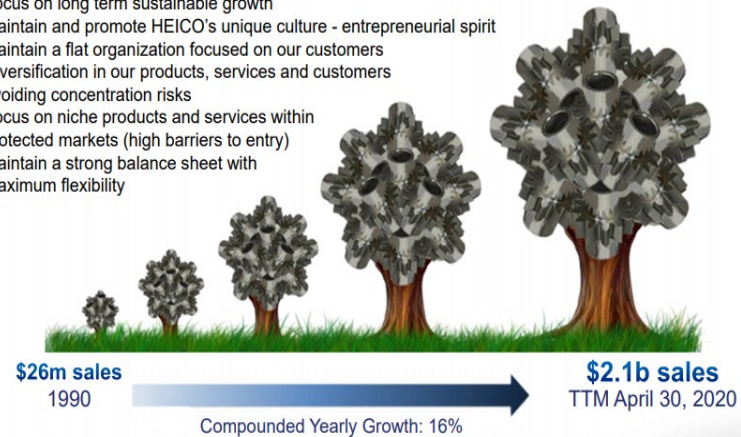 ocus on long term sustainable growth
aintain and promote HEICO's unique culture - entrepreneurial spirit
aintain a flat organization focused on our customers
versification in our products, services and customers
voiding concentration risks
ocus on niche products and services within
otected markets (high barriers to entry)
aintain a strong balance sheet with
aximum flexibility
$26m sales
1990
$2.1b sales
TTM April 30, 2020
Compounded Yearly Growth: 16%